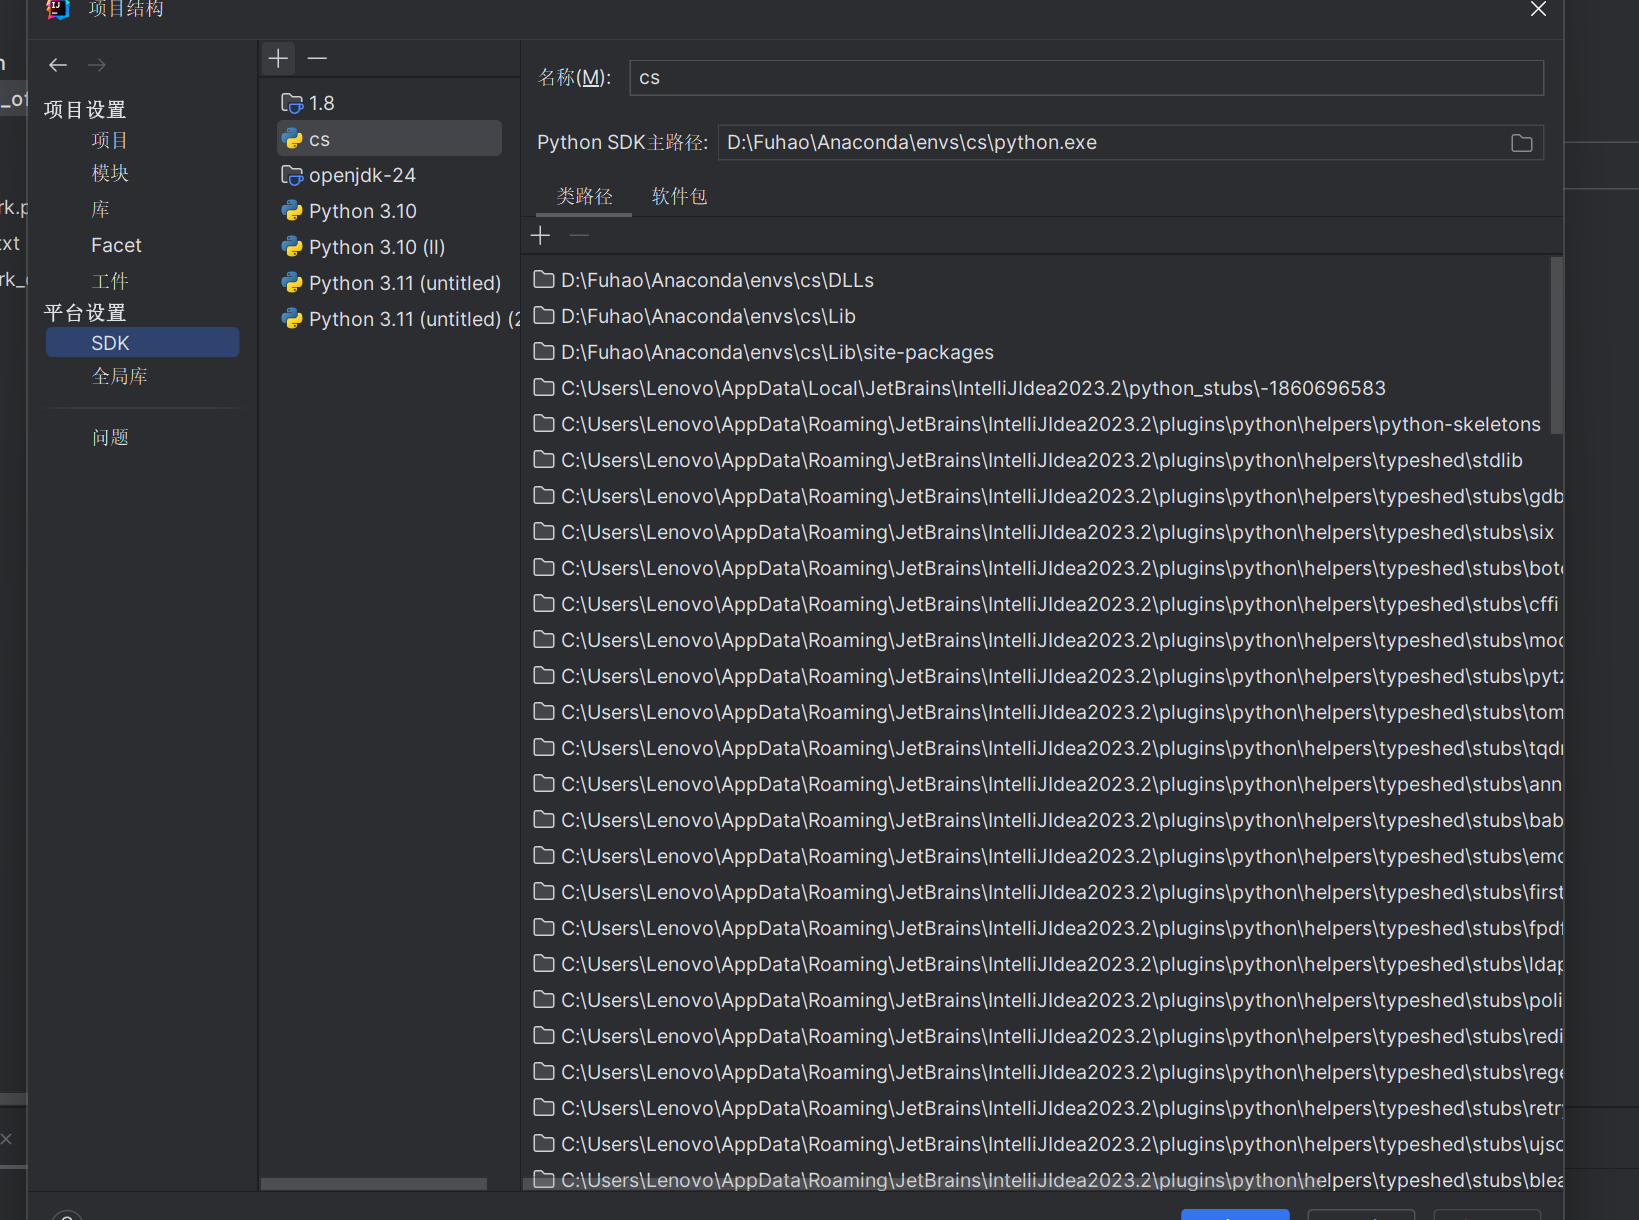 项目结构
项目设置
项目
模块
库
Facet
工件
平台设置
SDK
全局库
问题
1.8
cs
openjdk-24
Python 3.10
Python 3.10 (II)
Python 3.11 (untitled)
Python 3.11 (untitled) (2
名称(M):
cs
Python SDK主路径:
D:\Fuhao\Anaconda\envs\cs\python.exe
类路径
软件包
D:\Fuhao\Anaconda\envs\cs\DLLs
D:\Fuhao\Anaconda\envs\cs\Lib
D:\Fuhao\Anaconda\envs\cs\Lib\site-packages
C:\Users\Lenovo\AppData\Local\JetBrains\IntelliJIdea2023.2\python_stubs\-1860696583
C:\Users\Lenovo\AppData\Roaming\JetBrains\IntelliJIdea2023.2\plugins\python\helpers\python-skeletons
C:\Users\Lenovo\AppData\Roaming\JetBrains\IntelliJIdea2023.2\plugins\python\helpers\typeshed\stdlib
C:\Users\Lenovo\AppData\Roaming\JetBrains\IntelliJIdea2023.2\plugins\python\helpers\typeshed\stubs\gdb
C:\Users\Lenovo\AppData\Roaming\JetBrains\IntelliJIdea2023.2\plugins\python\helpers\typeshed\stubs\six
C:\Users\Lenovo\AppData\Roaming\JetBrains\IntelliJIdea2023.2\plugins\python\helpers\typeshed\stubs\boto
C:\Users\Lenovo\AppData\Roaming\JetBrains\IntelliJIdea2023.2\plugins\python\helpers\typeshed\stubs\cffi
C:\Users\Lenovo\AppData\Roaming\JetBrains\IntelliJIdea2023.2\plugins\python\helpers\typeshed\stubs\moc
C:\Users\Lenovo\AppData\Roaming\JetBrains\IntelliJIdea2023.2\plugins\python\helpers\typeshed\stubs\pytz
C:\Users\Lenovo\AppData\Roaming\JetBrains\IntelliJIdea2023.2\plugins\python\helpers\typeshed\stubs\tom
C:\Users\Lenovo\AppData\Roaming\JetBrains\IntelliJIdea2023.2\plugins\python\helpers\typeshed\stubs\tqd
C:\Users\Lenovo\AppData\Roaming\JetBrains\IntelliJIdea2023.2\plugins\python\helpers\typeshed\stubs\ann
C:\Users\Lenovo\AppData\Roaming\JetBrains\IntelliJIdea2023.2\plugins\python\helpers\typeshed\stubs\bab
C:\Users\Lenovo\AppData\Roaming\JetBrains\IntelliJIdea2023.2\plugins\python\helpers\typeshed\stubs\emo
C:\Users\Lenovo\AppData\Roaming\JetBrains\IntelliJIdea2023.2\plugins\python\helpers\typeshed\stubs\first
C:\Users\Lenovo\AppData\Roaming\JetBrains\IntelliJIdea2023.2\plugins\python\helpers\typeshed\stubs\fpdf
C:\Users\Lenovo\AppData\Roaming\JetBrains\IntelliJIdea2023.2\plugins\python\helpers\typeshed\stubs\ldap
C:\Users\Lenovo\AppData\Roaming\JetBrains\IntelliJIdea2023.2\plugins\python\helpers\typeshed\stubs\poli
C:\Users\Lenovo\AppData\Roaming\JetBrains\IntelliJIdea2023.2\plugins\python\helpers\typeshed\stubs\redi
C:\Users\Lenovo\AppData\Roaming\JetBrains\IntelliJIdea2023.2\plugins\python\helpers\typeshed\stubs\rege
C:\Users\Lenovo\AppData\Roaming\JetBrains\IntelliJIdea2023.2\plugins\python\helpers\typeshed\stubs\retr
C:\Users\Lenovo\AppData\Roaming\JetBrains\IntelliJIdea2023.2\plugins\python\helpers\typeshed\stubs\ujso
C:\Users\Lenovo\AppData\Roaming\JetBrains\IntelliJIdea2023.2\plugins\python\helpers\typeshed\stubs\blea